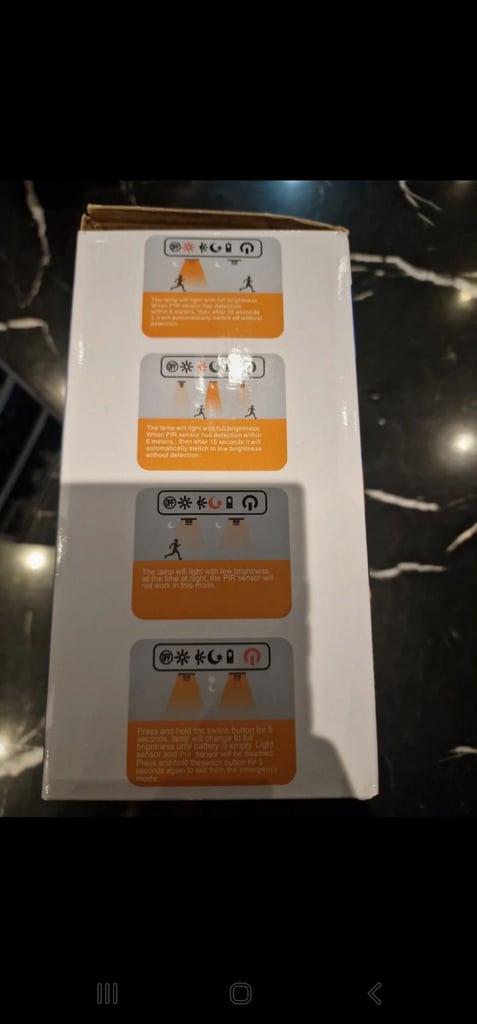 OFF
The lamp will light with full brightness
When PIR sensor has detection
within 6 meters, then after 15 seconds
it will automatically switch off without
detection.
OFF
The lamp will light with full brightness
When PIR sensor has detection within
6 meters, then after 15 seconds it will
automatically switch to low brightness
without detection.
OFF
The lamp will light with low brightness
all the time at night, the PIR sensor will
not work in this mode.
OFF
Press and hold the switch button for 5
seconds, lamp will change to full
brightness until battery is empty. Light
sensor and PIR sensor will be disabled.
Press and hold theswitch button for 5
seconds again to exit from the emergency
mode.